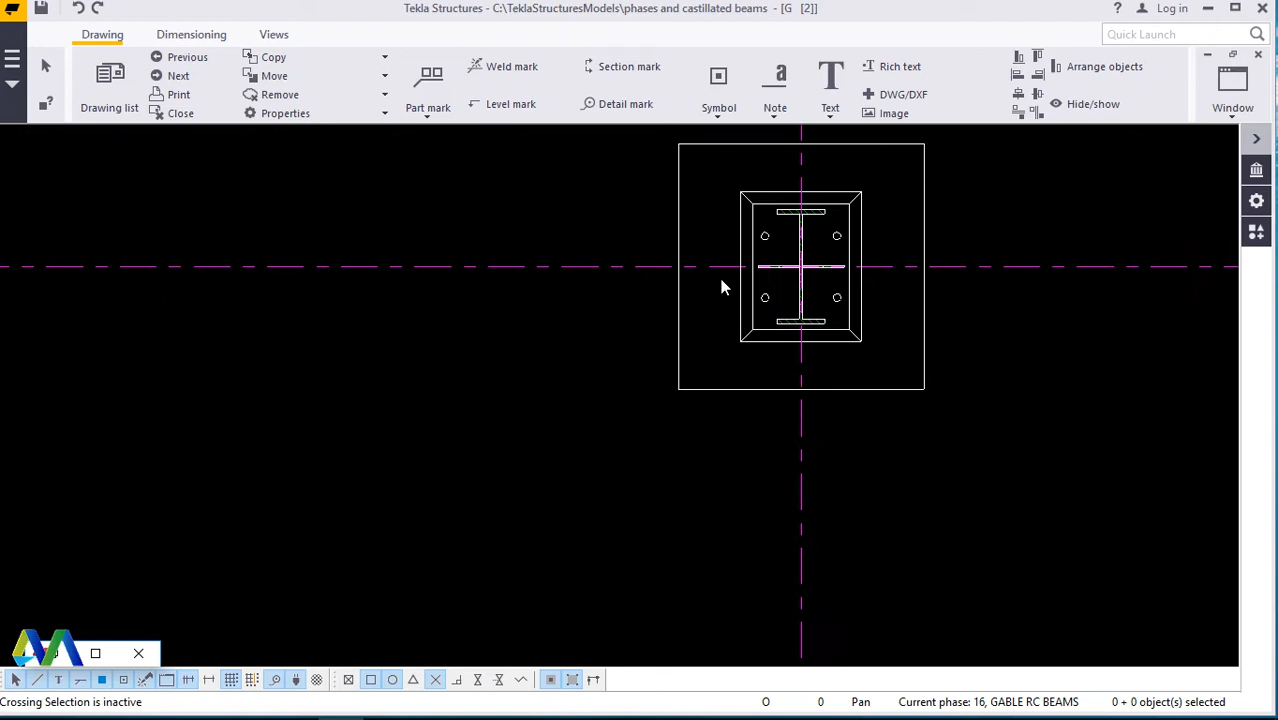 Tekla Structures - C:\TeklaStructuresModels\phases and castillated beams - [G [2]]
? Log in
Drawing Dimensioning Views
Quick Launch
Previous Copy Weld mark Section mark Rich text Arrange objects
Next Move
Print Remove DWG/DXF
Drawing list Part mark Level mark Detail mark Symbol Note Text Hide/show Window
Close Properties Image
Crossing Selection is inactive O 0 Pan Current phase: 16, GABLE RC BEAMS 0 + 0 object(s) selected